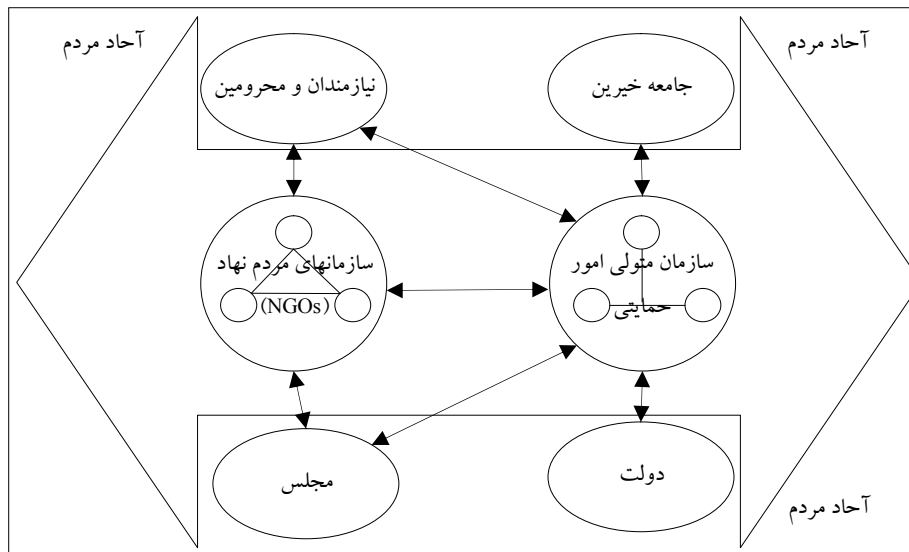 آحاد مردم
آحاد مردم
جامعه خیرین
نیازمندان و محرومین
سازمان متولی امور
حمایتی
سازمانهای مردم نهاد
(NGOs)
دولت
مجلس
آحاد مردم